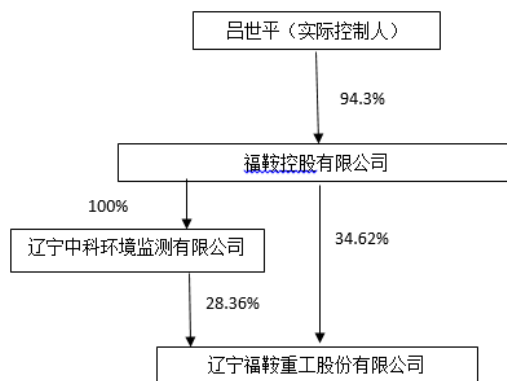 吕世平（实际控制人）
94.3%
福鞍控股有限公司
100%
34.62%
辽宁中科环境监测有限公司
28.36%
辽宁福鞍重工股份有限公司